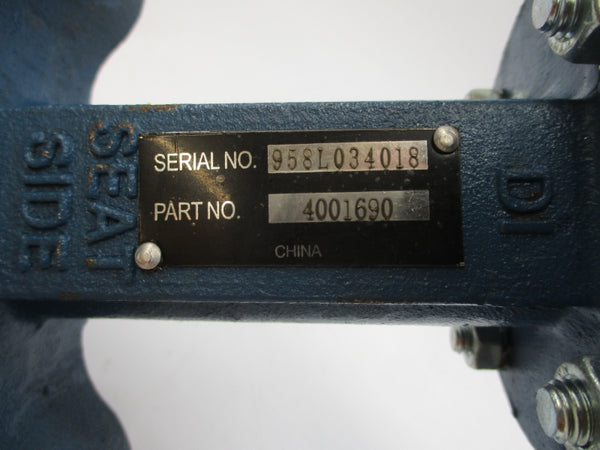 SEAT
SIDE
SERIAL NO. 958L034018
PART NO. 4001690
CHINA
DI